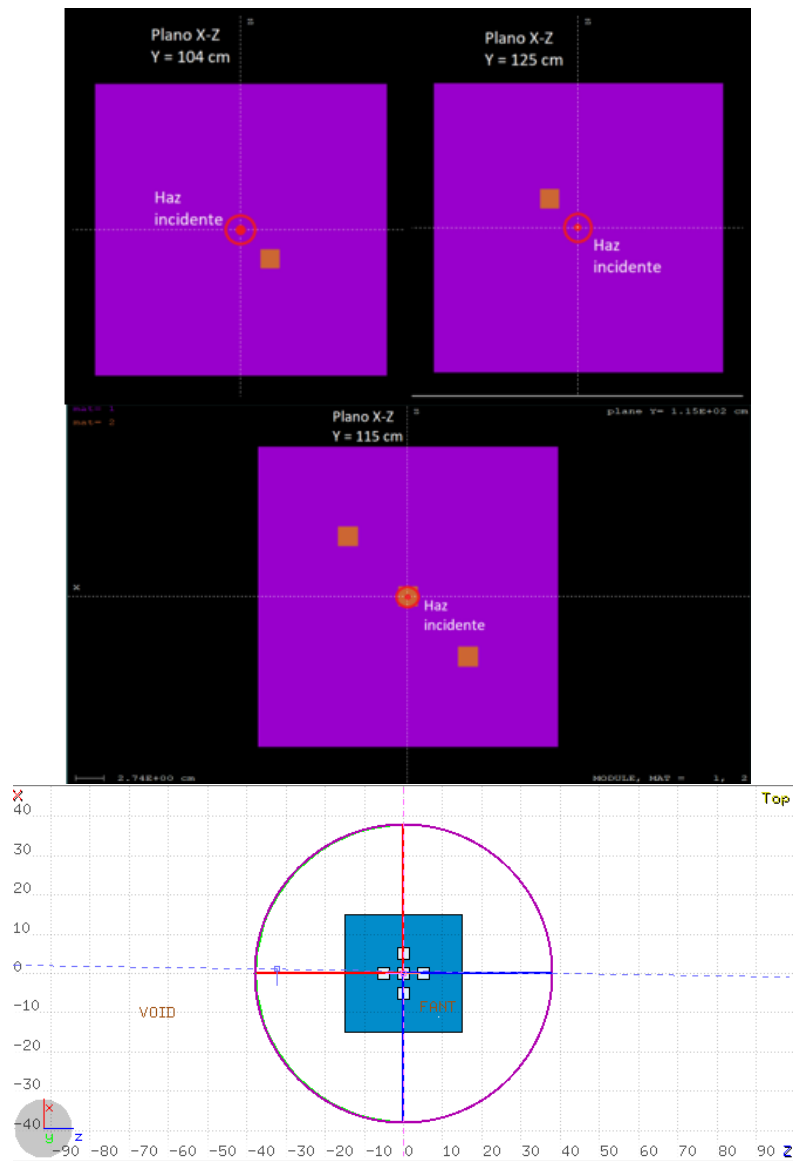 z
Plano X-Z
Y = 104 cm
Haz
incidente
z
Plano X-Z
Y = 125 cm
Haz
incidente
mat= 1
mat= 2
Plano X-Z
Y = 115 cm
z
plane Y= 1.15E+02 cm
x
Haz
incidente
2.74E+00 cm
MODULE, MAT = 1, 2
X
Top
40
30
20
10
0
-10
-20
-30
-40
VOID
FANT
x
y
z
-90 -80 -70 -60 -50 -40 -30 -20 -10 0 10 20 30 40 50 60 70 80 90 Z